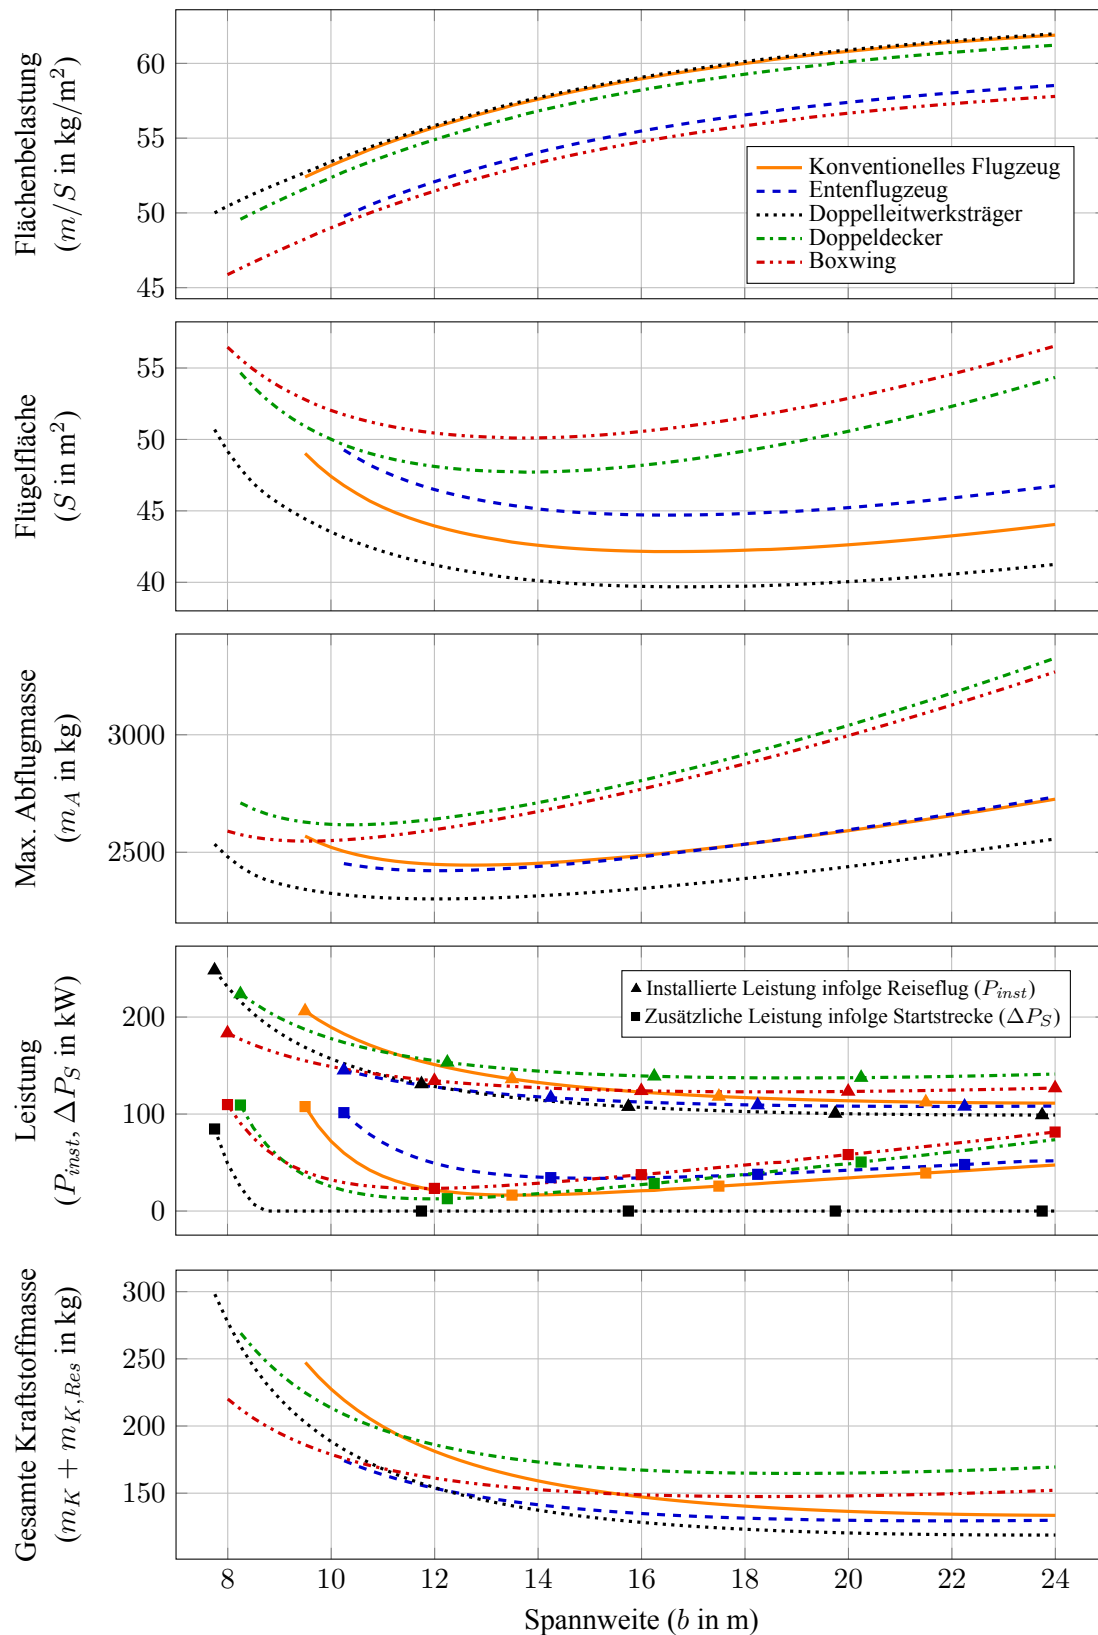 Flächenbelastung
(m/S in kg/m²)
60
55
50
45
Konventionelles Flugzeug
Entenflugzeug
Doppelleitwerksträger
Doppeldecker
Boxwing
Flügelfläche
(S in m²)
55
50
45
40
Max. Abflugmasse
(m_A in kg)
3000
2500
Leistung
(P_inst, ΔP_S in kW)
200
100
0
Installierte Leistung infolge Reiseflug (P_inst)
Zusätzliche Leistung infolge Startstrecke (ΔP_S)
Gesamte Kraftstoffmasse
(m_K + m_K,Res in kg)
300
250
200
150
8 10 12 14 16 18 20 22 24
Spannweite (b in m)